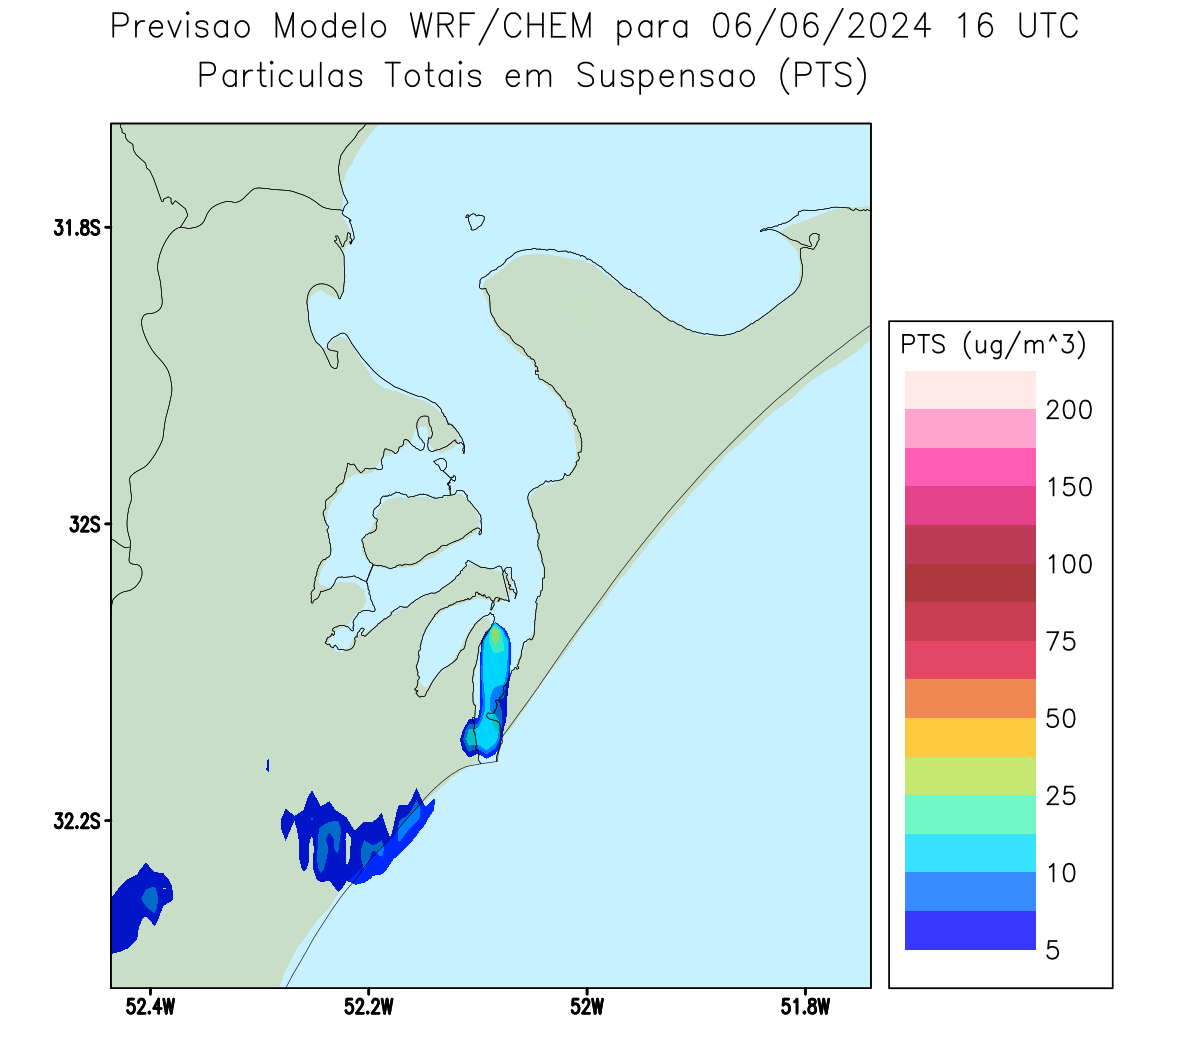 Previsao Modelo WRF/CHEM para 06/06/2024 16 UTC
Particulas Totais em Suspensao (PTS)
31.8S
32S
32.2S
52.4W
52.2W
52W
51.8W
PTS (ug/m^3)
200
150
100
75
50
25
10
5